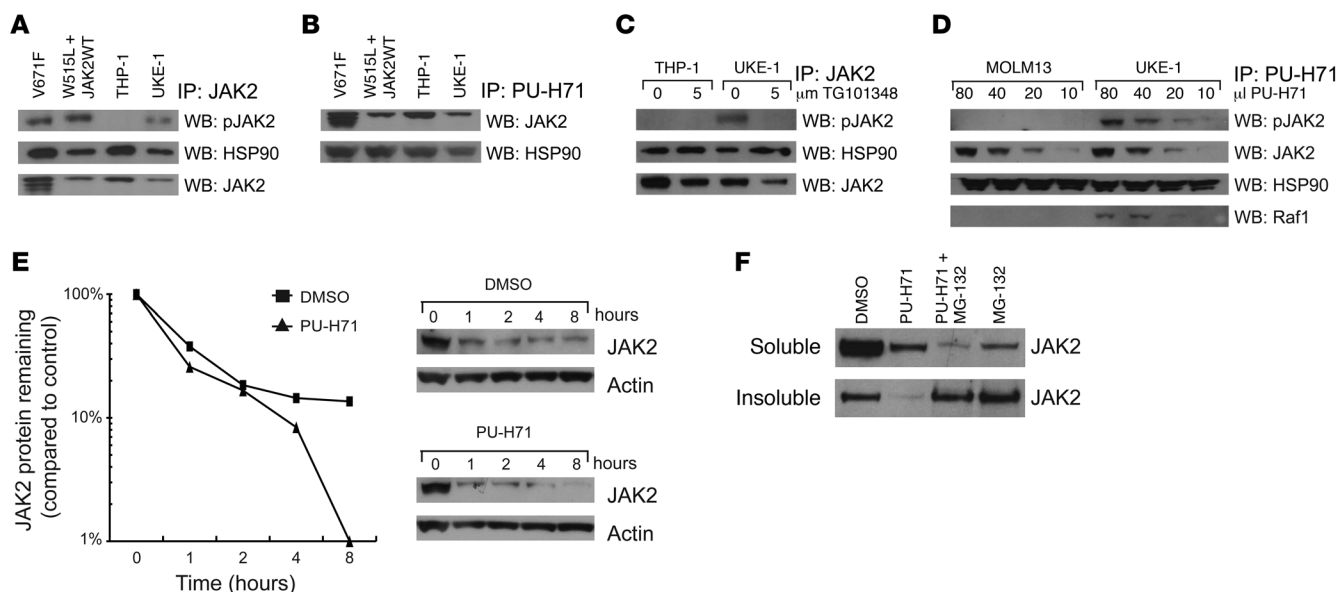 A
V671F
W515L +
JAK2WT
THP-1
UKE-1
IP: JAK2
WB: pJAK2
WB: HSP90
WB: JAK2
B
V671F
W515L +
JAK2WT
THP-1
UKE-1
IP: PU-H71
WB: JAK2
WB: HSP90
C
THP-1 UKE-1 IP: JAK2
0 5 0 5 µm TG101348
WB: pJAK2
WB: HSP90
WB: JAK2
D
MOLM13 UKE-1 IP: PU-H71
80 40 20 10 80 40 20 10 µl PU-H71
WB: pJAK2
WB: JAK2
WB: HSP90
WB: Raf1
E
JAK2 protein remaining
(compared to control)
100%
10%
1%
DMSO
PU-H71
0 1 2 4 8
Time (hours)
DMSO
0 1 2 4 8 hours
JAK2
Actin
PU-H71
0 1 2 4 8 hours
JAK2
Actin
F
DMSO
PU-H71
PU-H71 +
MG-132
MG-132
Soluble JAK2
Insoluble JAK2